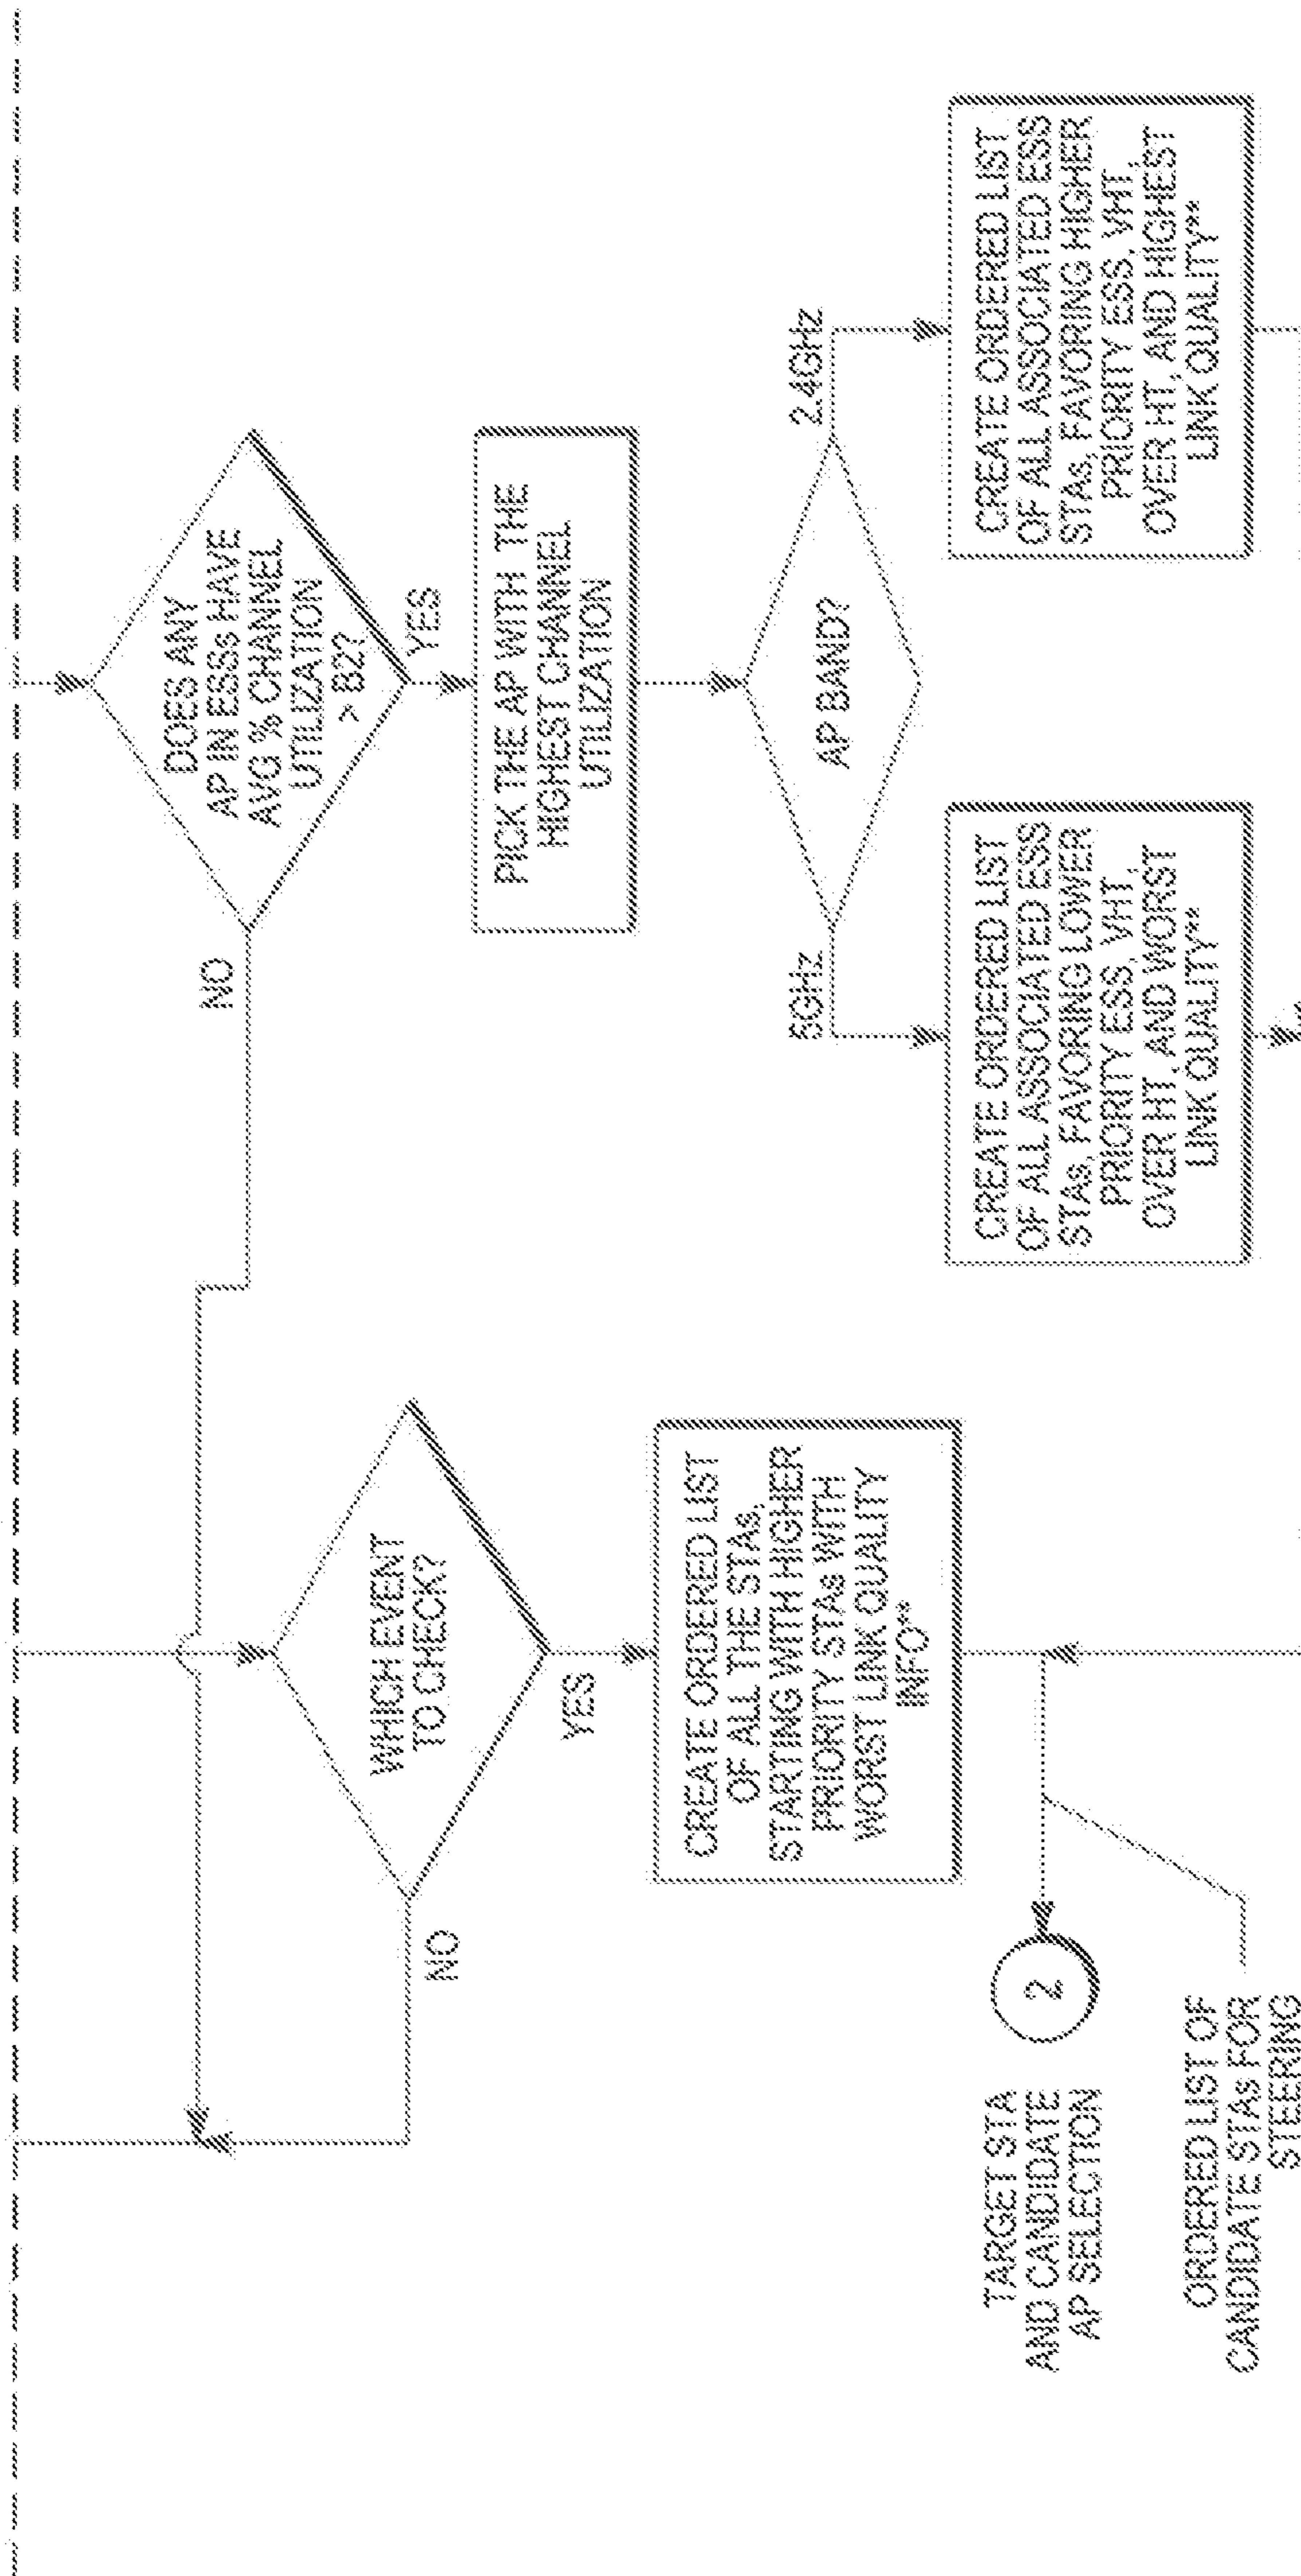 DOES ANY
AP IN ESSs HAVE
AVG % CHANNEL
UTILIZATION
> B2?
NO
YES
PICK THE AP WITH THE
HIGHEST CHANNEL
UTILIZATION
AP BAND?
5GHz
2.4GHz
CREATE ORDERED LIST
OF ALL ASSOCIATED ESS
STAs, FAVORING LOWER
PRIORITY ESS, VHT,
OVER HT, AND WORST
LINK QUALITY**
CREATE ORDERED LIST
OF ALL ASSOCIATED ESS
STAs, FAVORING HIGHER
PRIORITY ESS, VHT,
OVER HT, AND HIGHEST
LINK QUALITY**
WHICH EVENT
TO CHECK?
NO
YES
CREATE ORDERED LIST
OF ALL THE STAs,
STARTING WITH HIGHER
PRIORITY STAs WITH
WORST LINK QUALITY
INFO**
2
TARGET STA
AND CANDIDATE
AP SELECTION
ORDERED LIST OF
CANDIDATE STAs FOR
STEERING